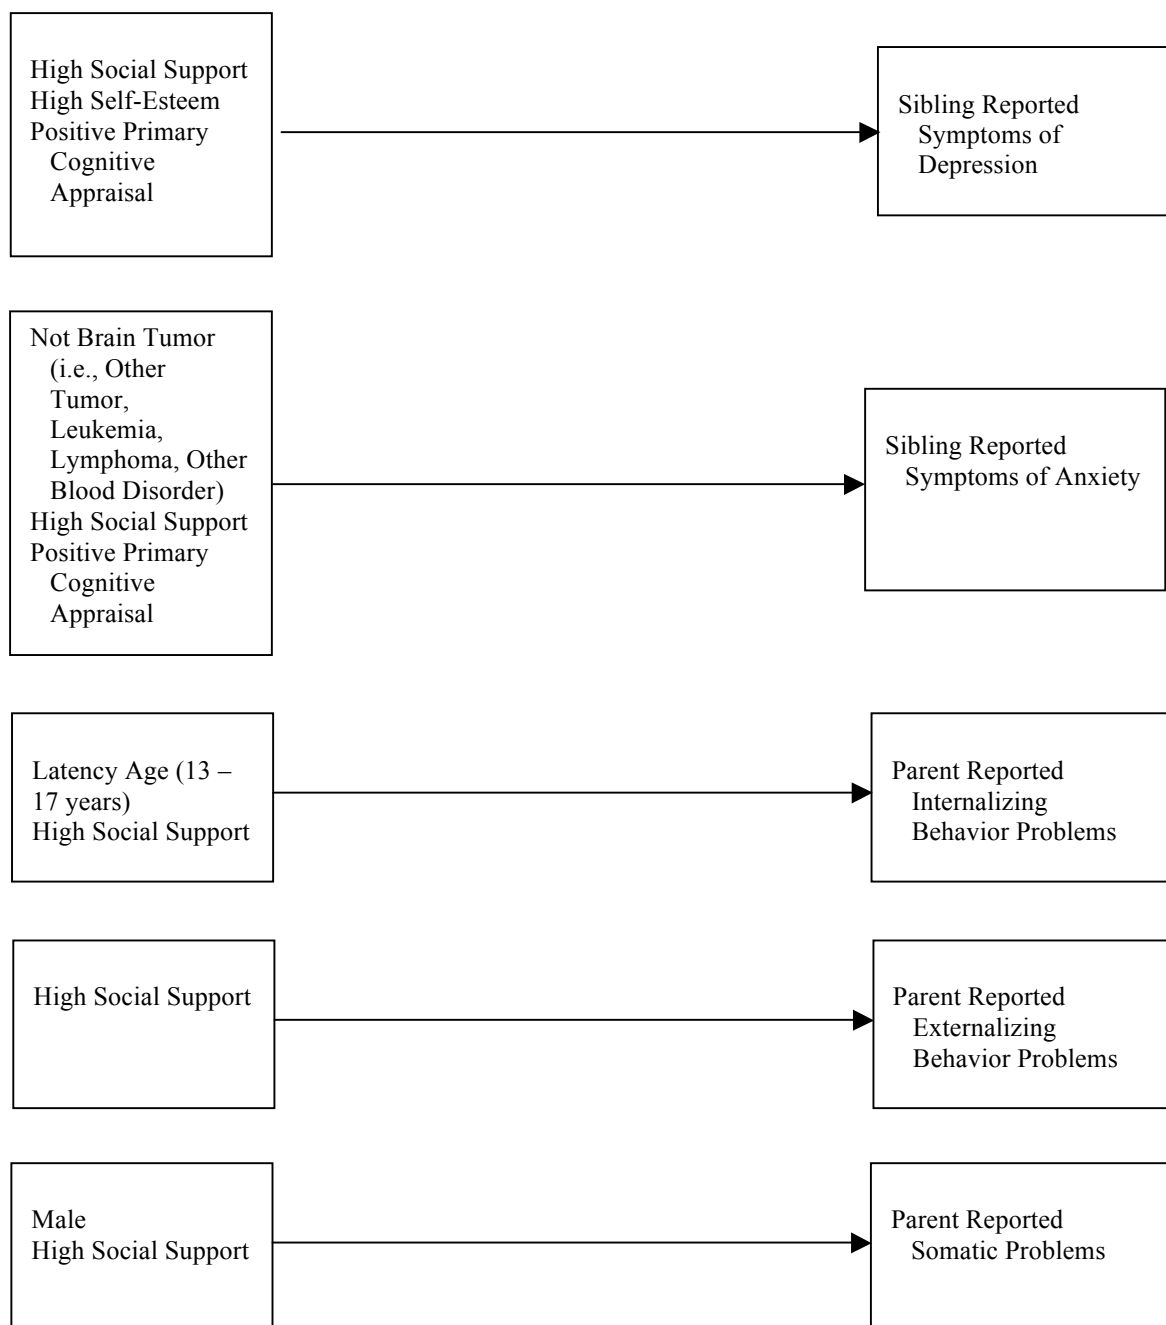 High Social Support
High Self-Esteem
Positive Primary
Cognitive
Appraisal
Sibling Reported
Symptoms of
Depression
Not Brain Tumor
(i.e., Other
Tumor,
Leukemia,
Lymphoma, Other
Blood Disorder)
High Social Support
Positive Primary
Cognitive
Appraisal
Sibling Reported
Symptoms of Anxiety
Latency Age (13 –
17 years)
High Social Support
Parent Reported
Internalizing
Behavior Problems
High Social Support
Parent Reported
Externalizing
Behavior Problems
Male
High Social Support
Parent Reported
Somatic Problems